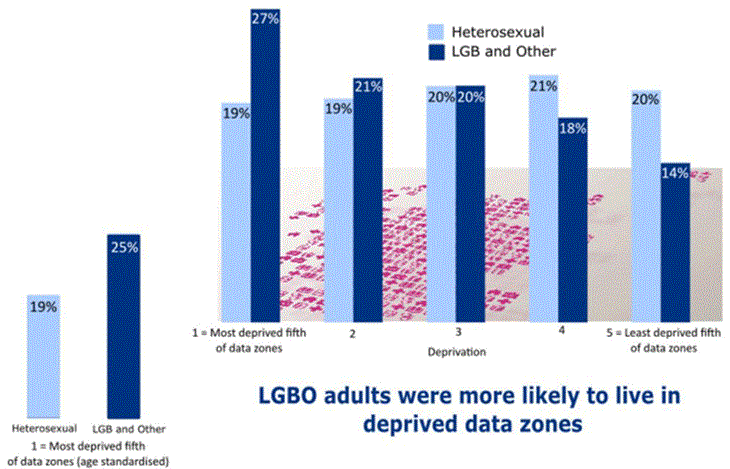 Heterosexual
LGB and Other
27%
19%
19%
21%
20%
20%
21%
18%
20%
14%
1 = Most deprived fifth
of data zones
2
3
4
5 = Least deprived fifth
of data zones
Deprivation
25%
19%
Heterosexual
LGB and Other
1 = Most deprived fifth
of data zones (age standardised)
LGBO adults were more likely to live in
deprived data zones